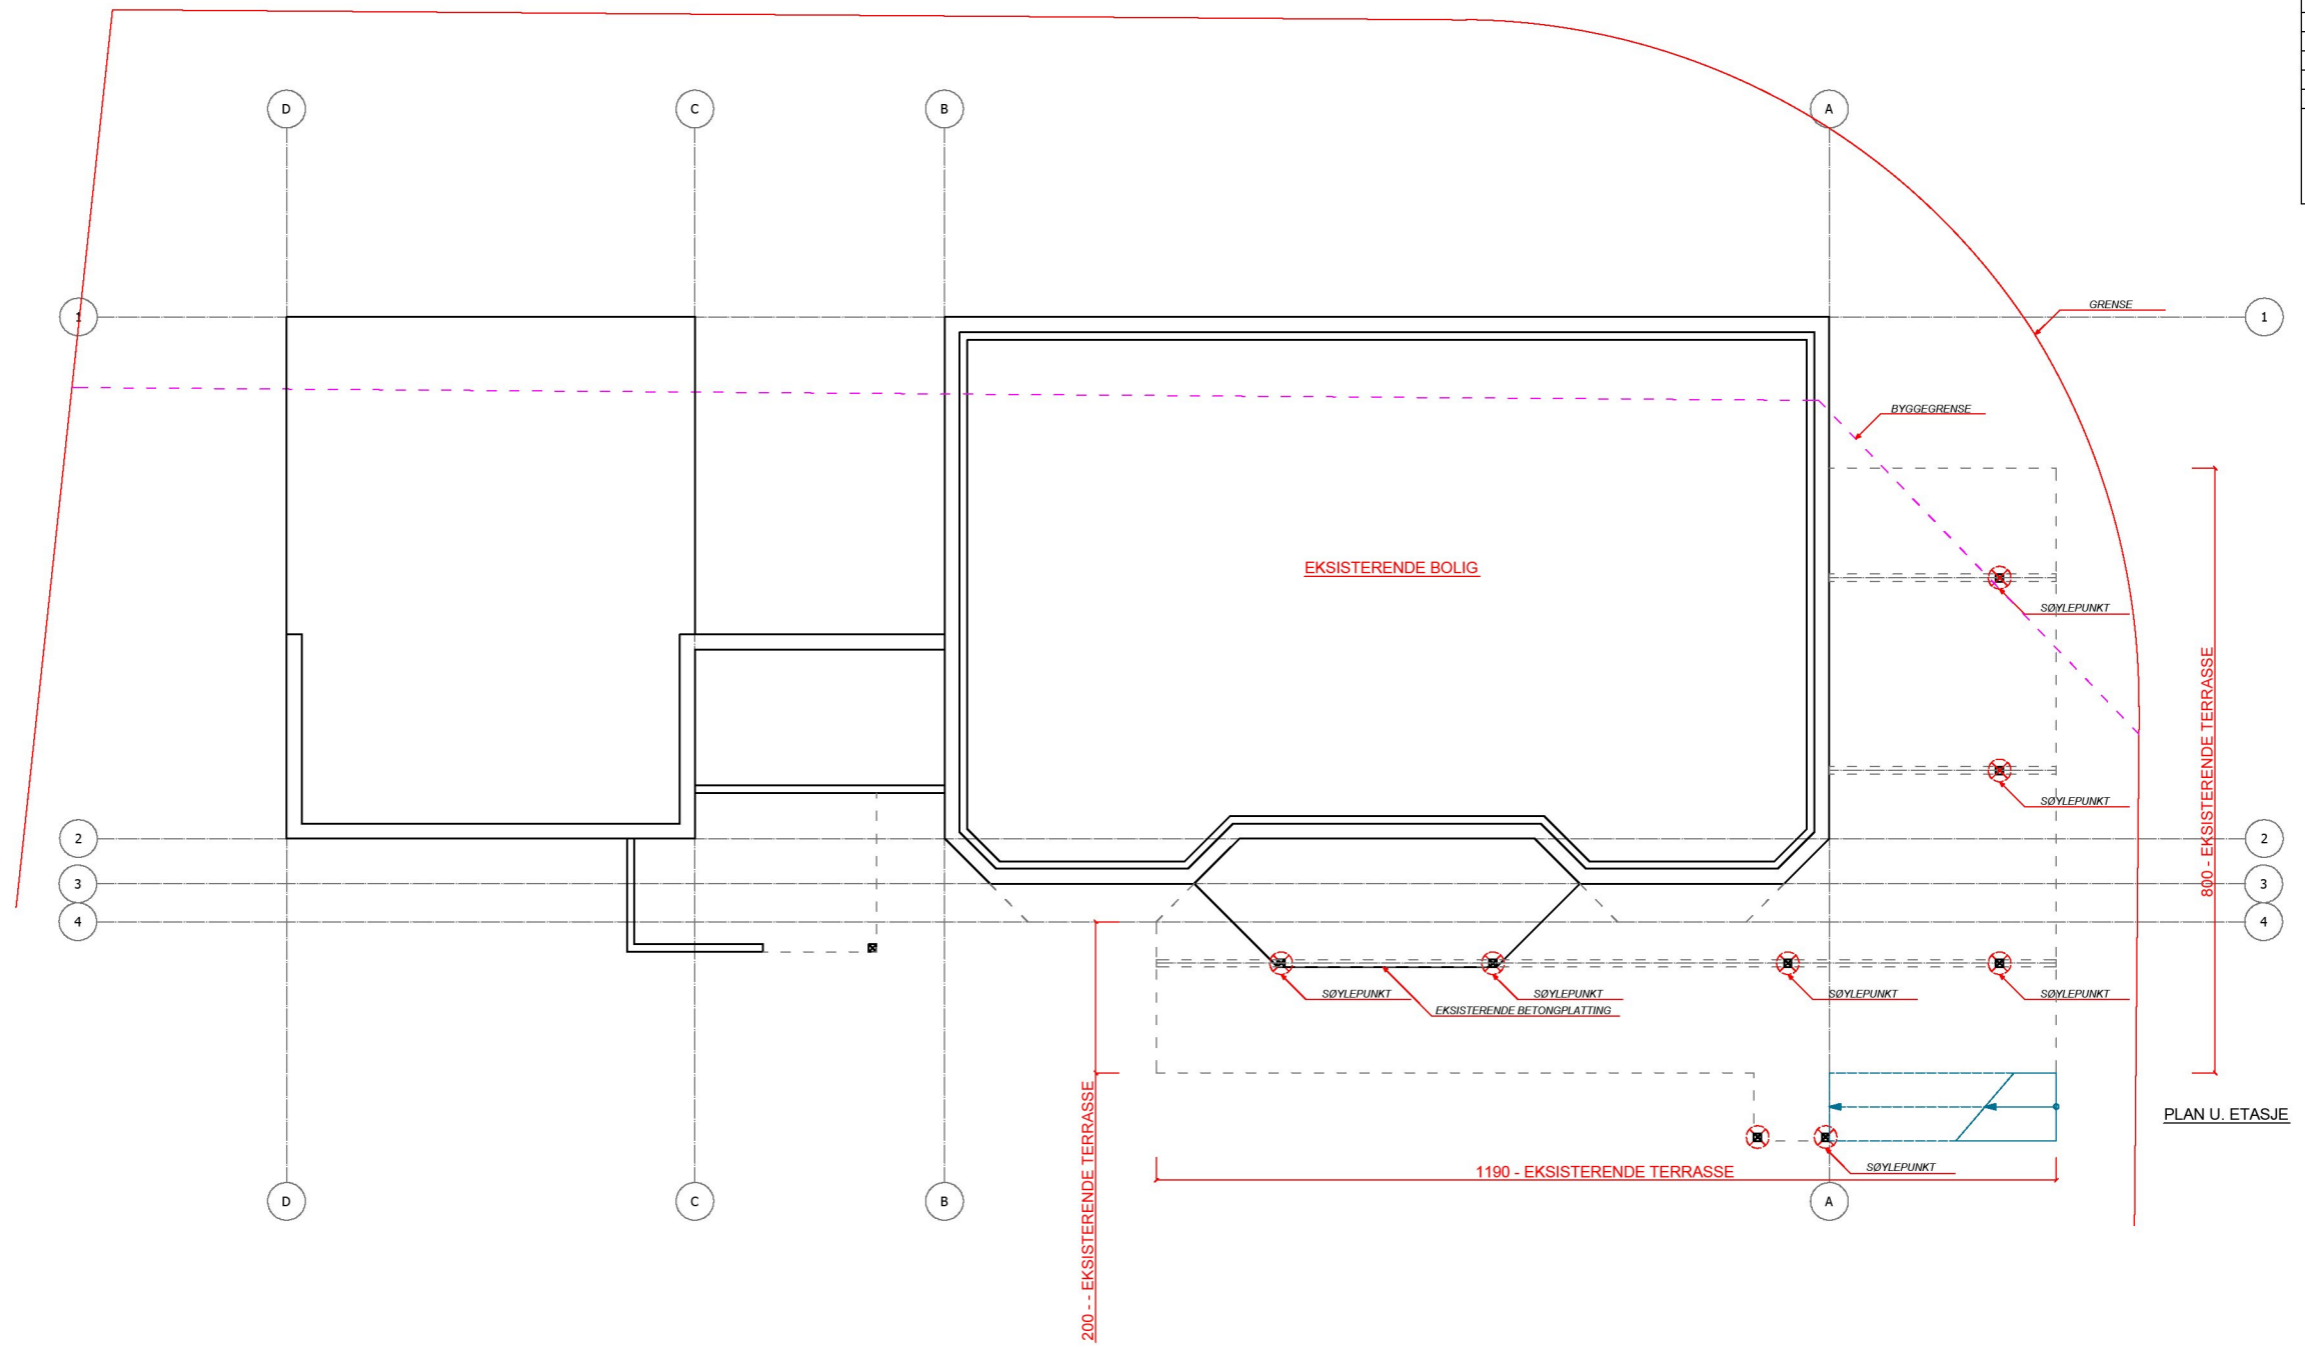 D
C
B
A
1
GRENSE
1
BYGGEGRENSE
EKSISTERENDE BOLIG
SØYLEPUNKT
800 - EKSISTERENDE TERRASSE
SØYLEPUNKT
2
2
3
3
4
4
SØYLEPUNKT
SØYLEPUNKT
SØYLEPUNKT
SØYLEPUNKT
EKSISTERENDE BETONGPLATTING
200 - - EKSISTERENDE TERRASSE
PLAN U. ETASJE
SØYLEPUNKT
1190 - EKSISTERENDE TERRASSE
D
C
B
A